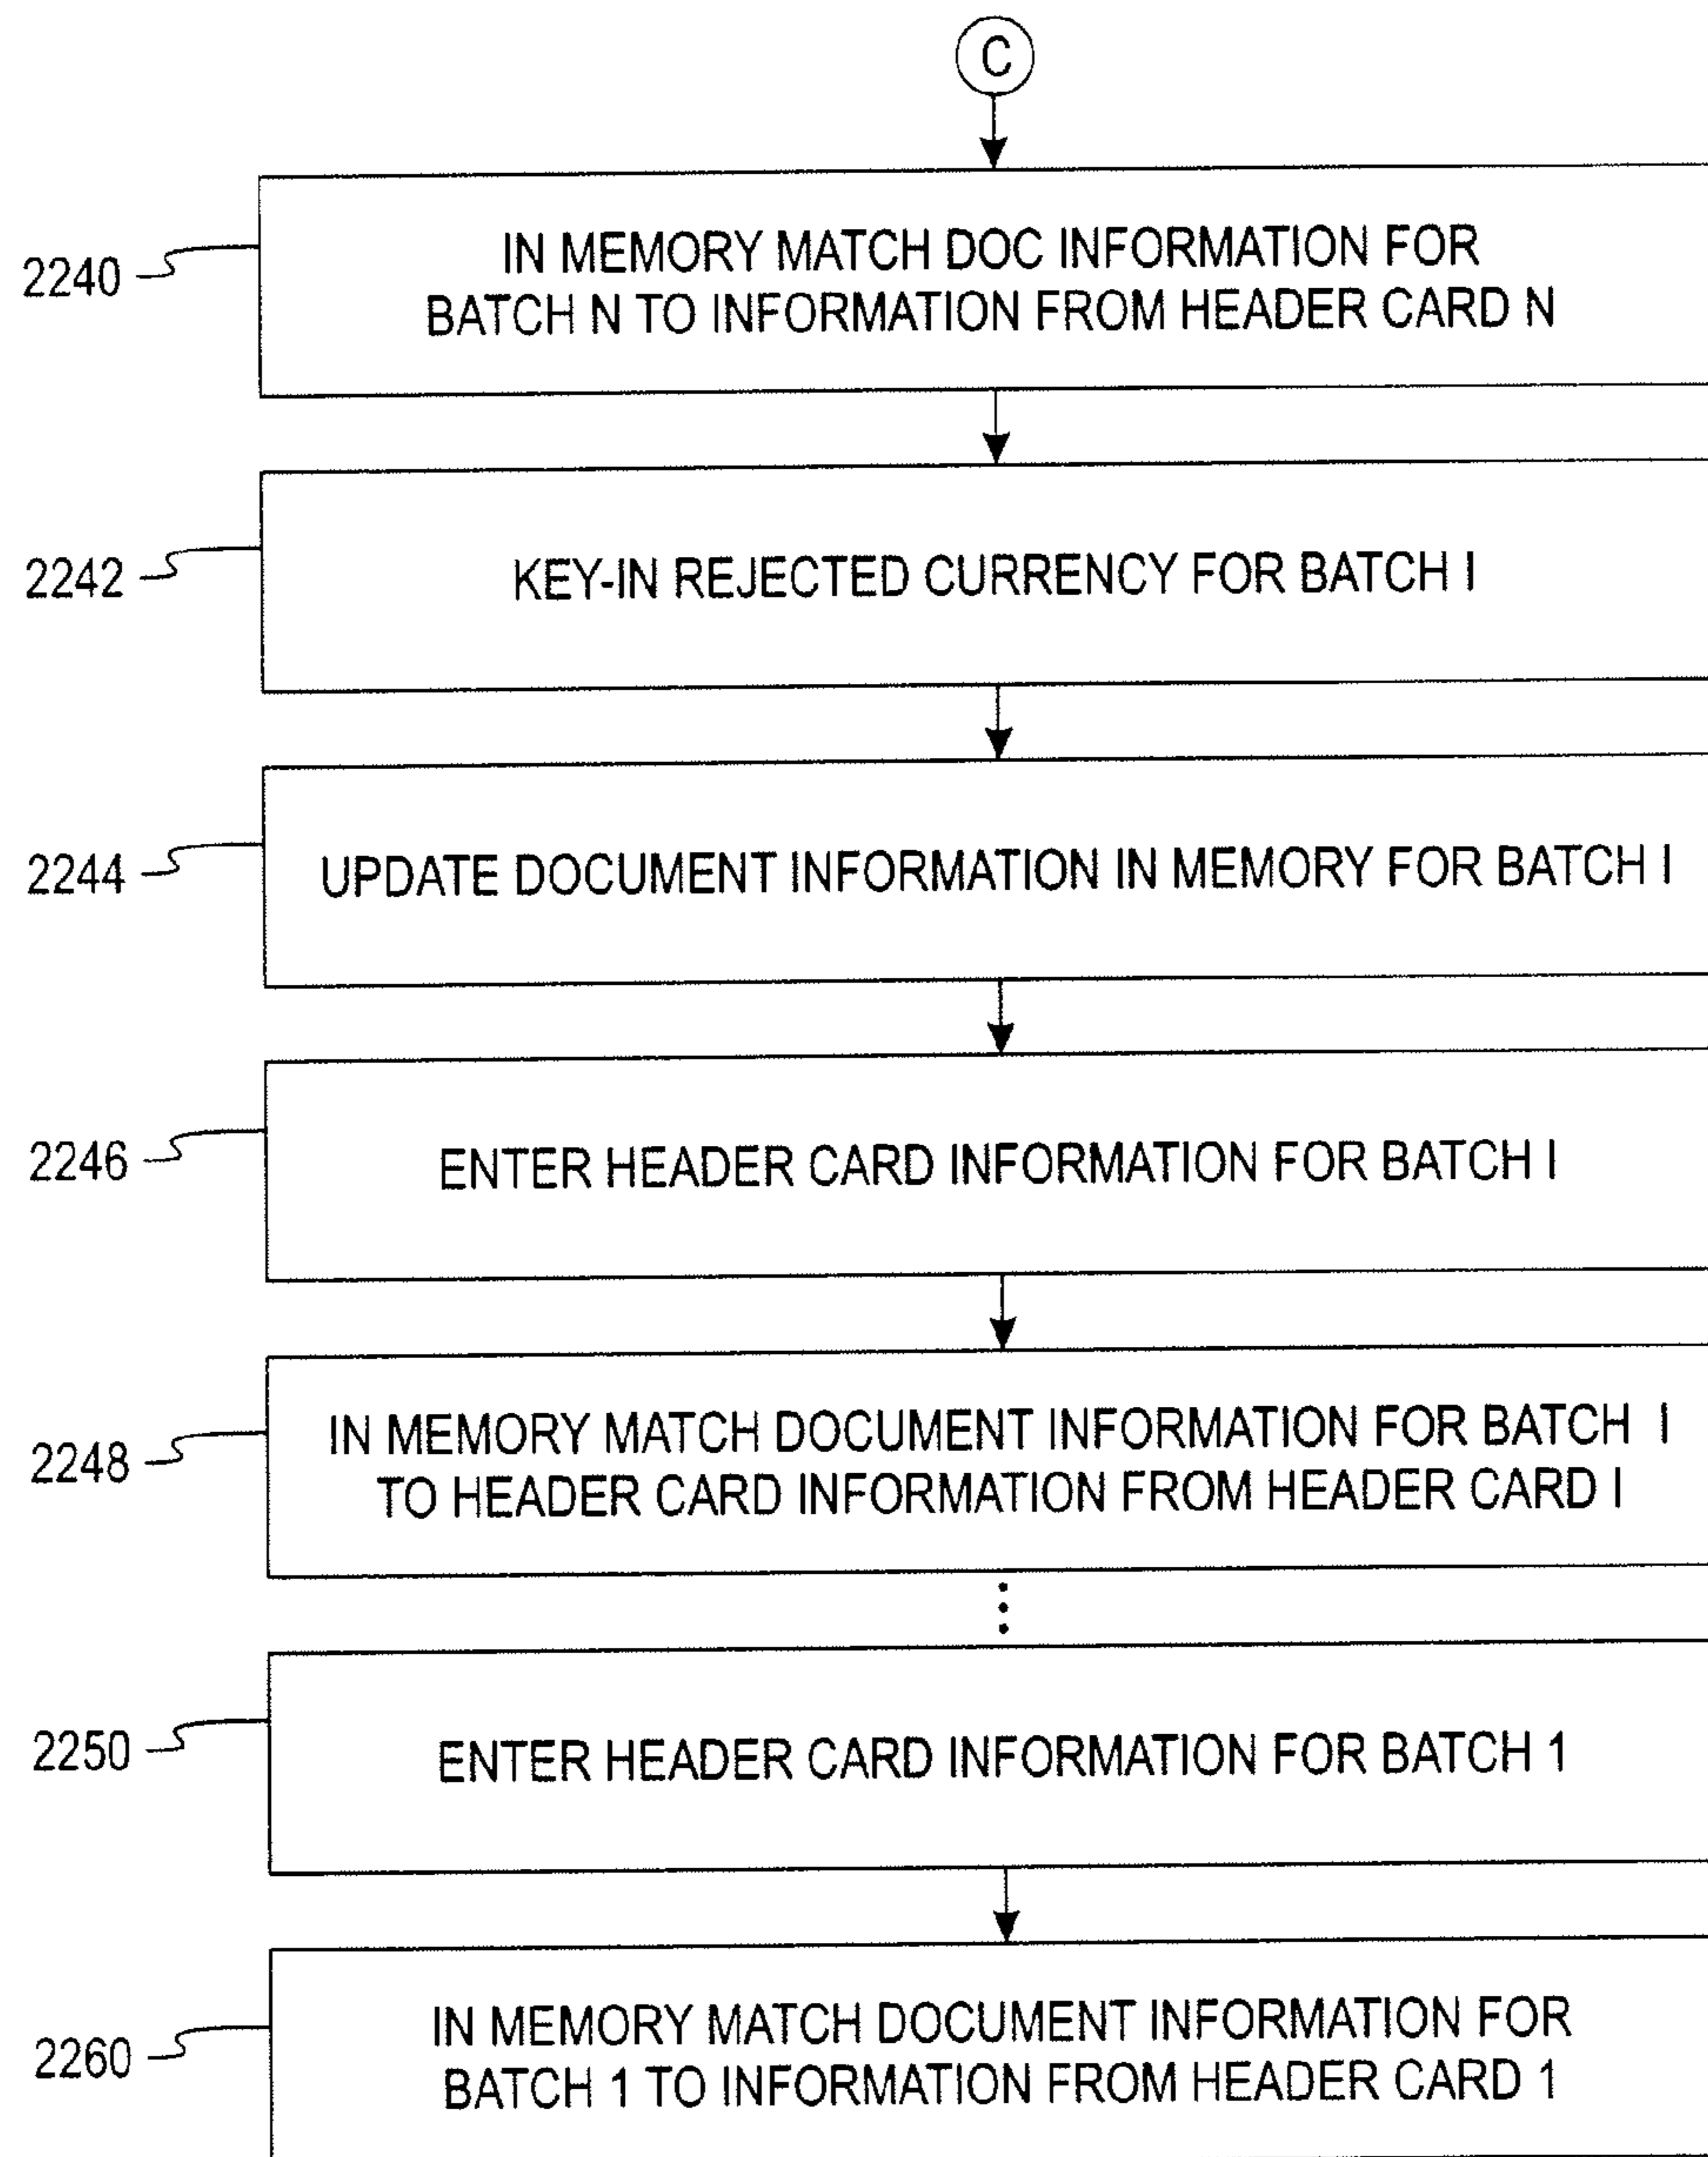 C
2240
IN MEMORY MATCH DOC INFORMATION FOR
BATCH N TO INFORMATION FROM HEADER CARD N
2242
KEY-IN REJECTED CURRENCY FOR BATCH I
2244
UPDATE DOCUMENT INFORMATION IN MEMORY FOR BATCH I
2246
ENTER HEADER CARD INFORMATION FOR BATCH I
2248
IN MEMORY MATCH DOCUMENT INFORMATION FOR BATCH I
TO HEADER CARD INFORMATION FROM HEADER CARD I
2250
ENTER HEADER CARD INFORMATION FOR BATCH 1
2260
IN MEMORY MATCH DOCUMENT INFORMATION FOR
BATCH 1 TO INFORMATION FROM HEADER CARD 1